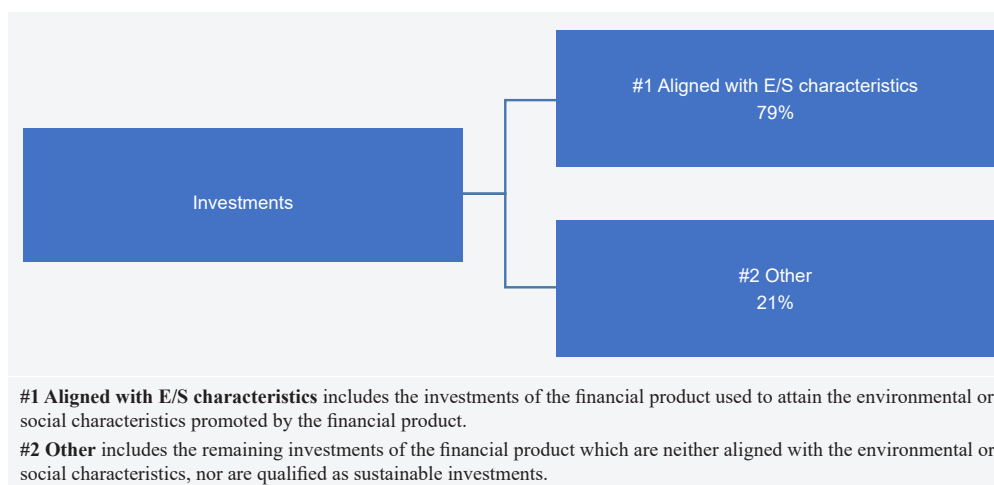 #1 Aligned with E/S characteristics
79%
Investments
#2 Other
21%
#1 Aligned with E/S characteristics includes the investments of the financial product used to attain the environmental or
social characteristics promoted by the financial product.
#2 Other includes the remaining investments of the financial product which are neither aligned with the environmental or
social characteristics, nor are qualified as sustainable investments.